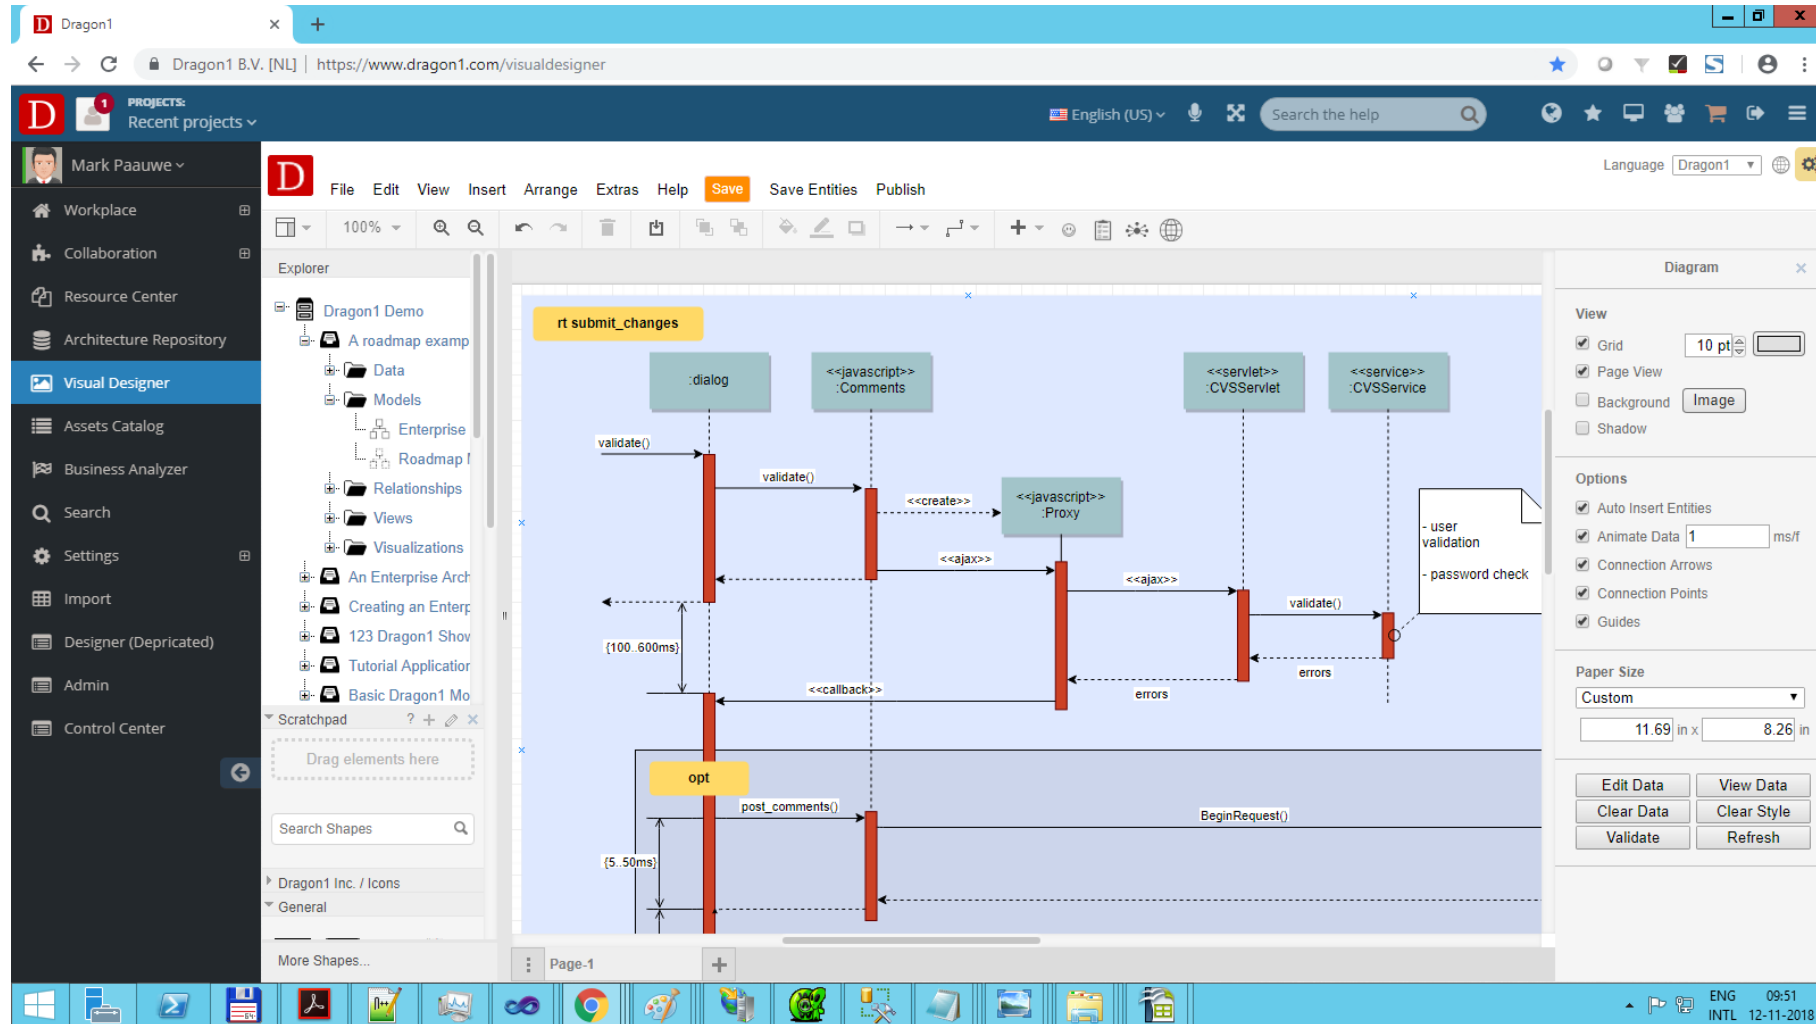 D Dragon1
Dragon1 B.V. [NL] | https://www.dragon1.com/visualdesigner
D
1
PROJECTS:
Recent projects
English (US)
Search the help
Mark Paauwe
Workplace
Collaboration
Resource Center
Architecture Repository
Visual Designer
Assets Catalog
Business Analyzer
Search
Settings
Import
Designer (Depricated)
Admin
Control Center
D
File Edit View Insert Arrange Extras Help Save Save Entities Publish
Language Dragon1
100%
Explorer
Dragon1 Demo
A roadmap examp
Data
Models
Enterprise
Roadmap
Relationships
Views
Visualizations
An Enterprise Arch
Creating an Enterp
123 Dragon1 Show
Tutorial Application
Basic Dragon1 Mo
Scratchpad ?
Drag elements here
Search Shapes
Dragon1 Inc. / Icons
General
More Shapes...
rt submit_changes
:dialog
<<javascript>>
:Comments
<<servlet>>
:CVSServlet
<<service>>
:CVSService
validate()
validate()
<<create>>
<<javascript>>
:Proxy
- user
validation
- password check
<<ajax>>
<<ajax>>
validate()
{100..600ms}
errors
errors
<<callback>>
opt
post_comments()
BeginRequest()
{5..50ms}
Page-1
Diagram
View
Grid 10 pt
Page View
Background Image
Shadow
Options
Auto Insert Entities
Animate Data 1 ms/f
Connection Arrows
Connection Points
Guides
Paper Size
Custom
11.69 in x 8.26 in
Edit Data View Data
Clear Data Clear Style
Validate Refresh
ENG 09:51
INTL 12-11-2018